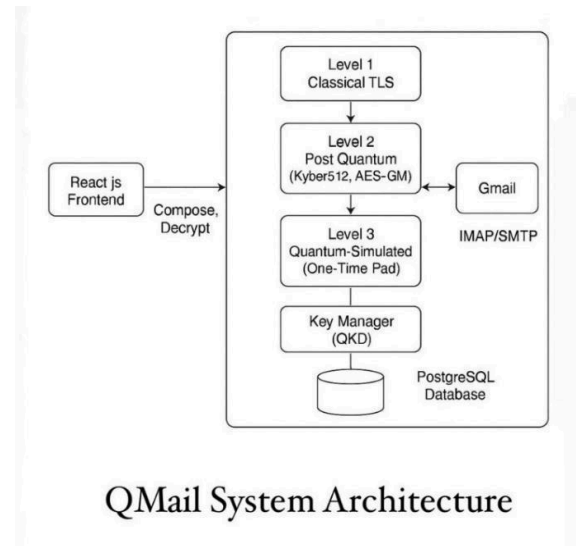 Level 1
Classical TLS
Level 2
Post Quantum
(Kyber512, AES-GM)
React js
Frontend
Compose,
Decrypt
Gmail
IMAP/SMTP
Level 3
Quantum-Simulated
(One-Time Pad)
Key Manager
(QKD)
PostgreSQL
Database
QMail System Architecture